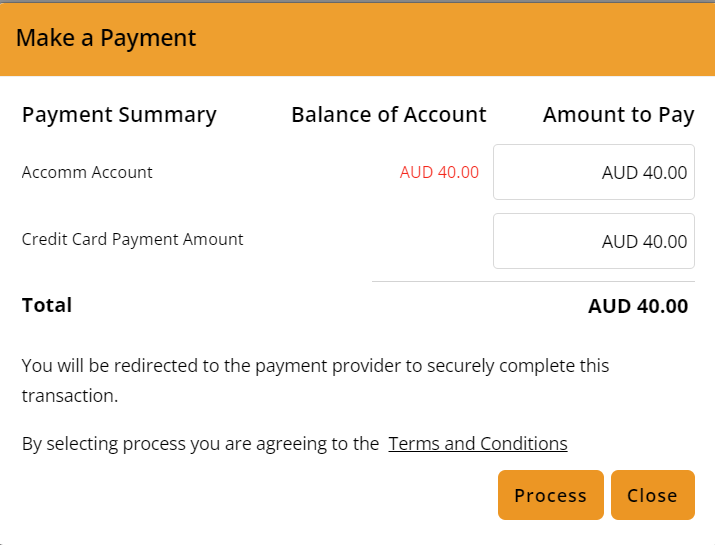 Make a Payment
Payment Summary Balance of Account Amount to Pay
Accomm Account AUD 40.00 AUD 40.00
Credit Card Payment Amount AUD 40.00
Total AUD 40.00
You will be redirected to the payment provider to securely complete this
transaction.
By selecting process you are agreeing to the Terms and Conditions
Process Close